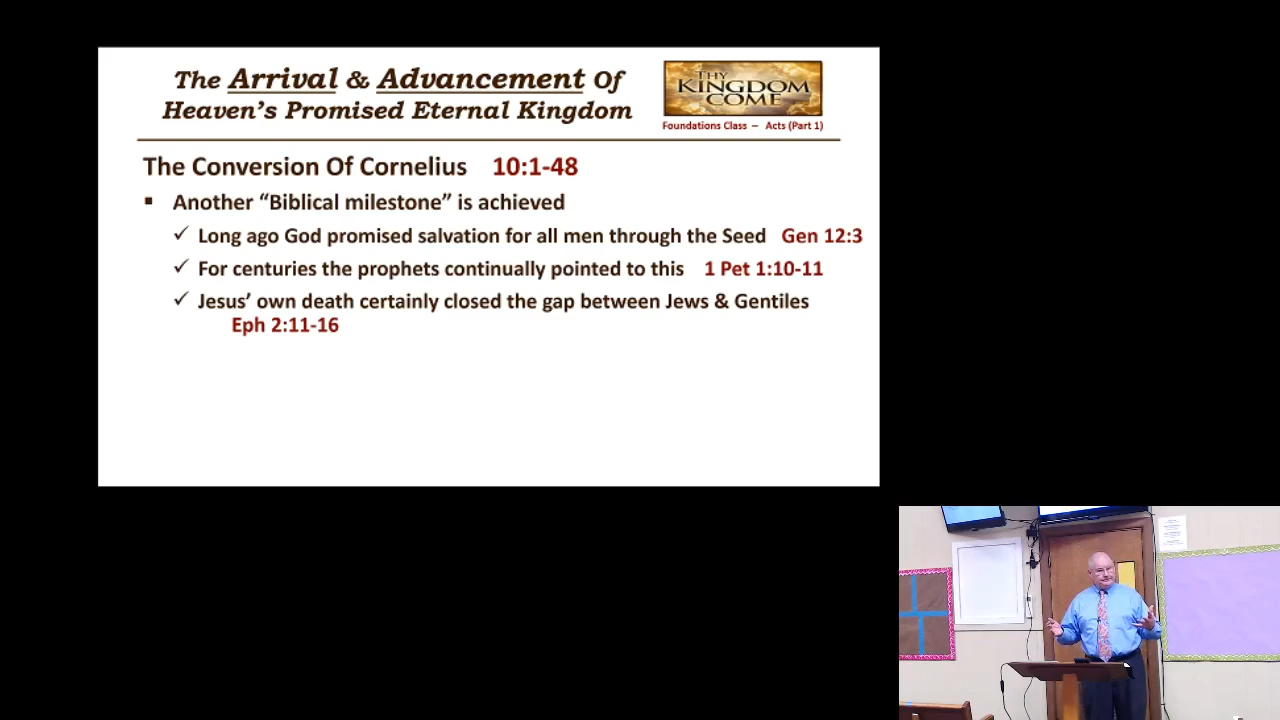 The Arrival & Advancement Of
Heaven's Promised Eternal Kingdom
THY
KINGDOM
COME
Foundations Class – Acts (Part 1)
The Conversion Of Cornelius 10:1-48
▪ Another “Biblical milestone” is achieved
✓ Long ago God promised salvation for all men through the Seed Gen 12:3
✓ For centuries the prophets continually pointed to this 1 Pet 1:10-11
✓ Jesus’ own death certainly closed the gap between Jews & Gentiles
Eph 2:11-16